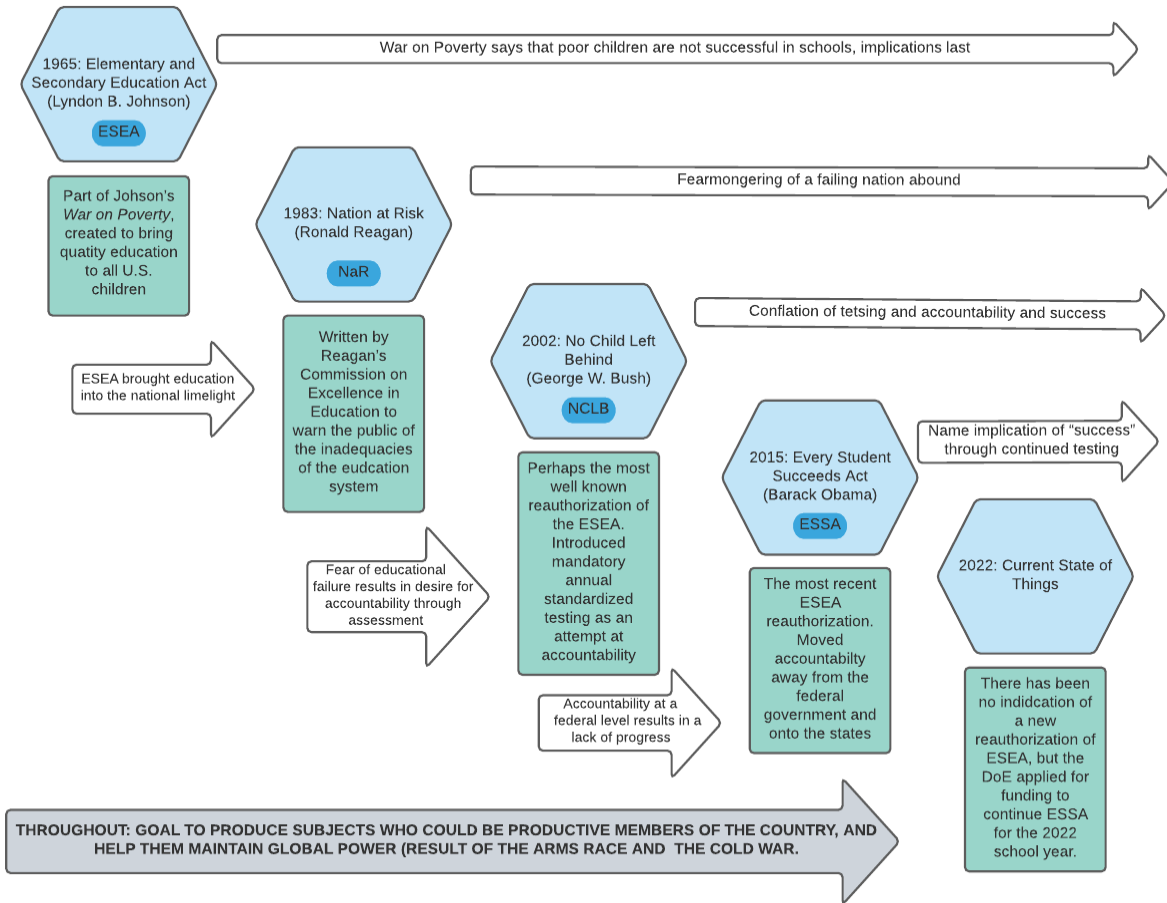 War on Poverty says that poor children are not successful in schools, implications last
1965: Elementary and
Secondary Education Act
(Lyndon B. Johnson)
ESEA
Part of Johson's
War on Poverty,
created to bring
quatity education
to all U.S.
children
ESEA brought education
into the national limelight
Fearmongering of a failing nation abound
1983: Nation at Risk
(Ronald Reagan)
NaR
Written by
Reagan's
Commission on
Excellence in
Education to
warn the public of
the inadequacies
of the eudcation
system
Fear of educational
failure results in desire for
accountability through
assessment
Conflation of tetsing and accountability and success
2002: No Child Left
Behind
(George W. Bush)
NCLB
Perhaps the most
well known
reauthorization of
the ESEA.
Introduced
mandatory
annual
standardized
testing as an
attempt at
accountability
Accountability at a
federal level results in a
lack of progress
Name implication of “success”
through continued testing
2015: Every Student
Succeeds Act
(Barack Obama)
ESSA
The most recent
ESEA
reauthorization.
Moved
accountabilty
away from the
federal
government and
onto the states
2022: Current State of
Things
There has been
no indidcation of
a new
reauthorization of
ESEA, but the
DoE applied for
funding to
continue ESSA
for the 2022
school year.
THROUGHOUT: GOAL TO PRODUCE SUBJECTS WHO COULD BE PRODUCTIVE MEMBERS OF THE COUNTRY, AND
HELP THEM MAINTAIN GLOBAL POWER (RESULT OF THE ARMS RACE AND THE COLD WAR.